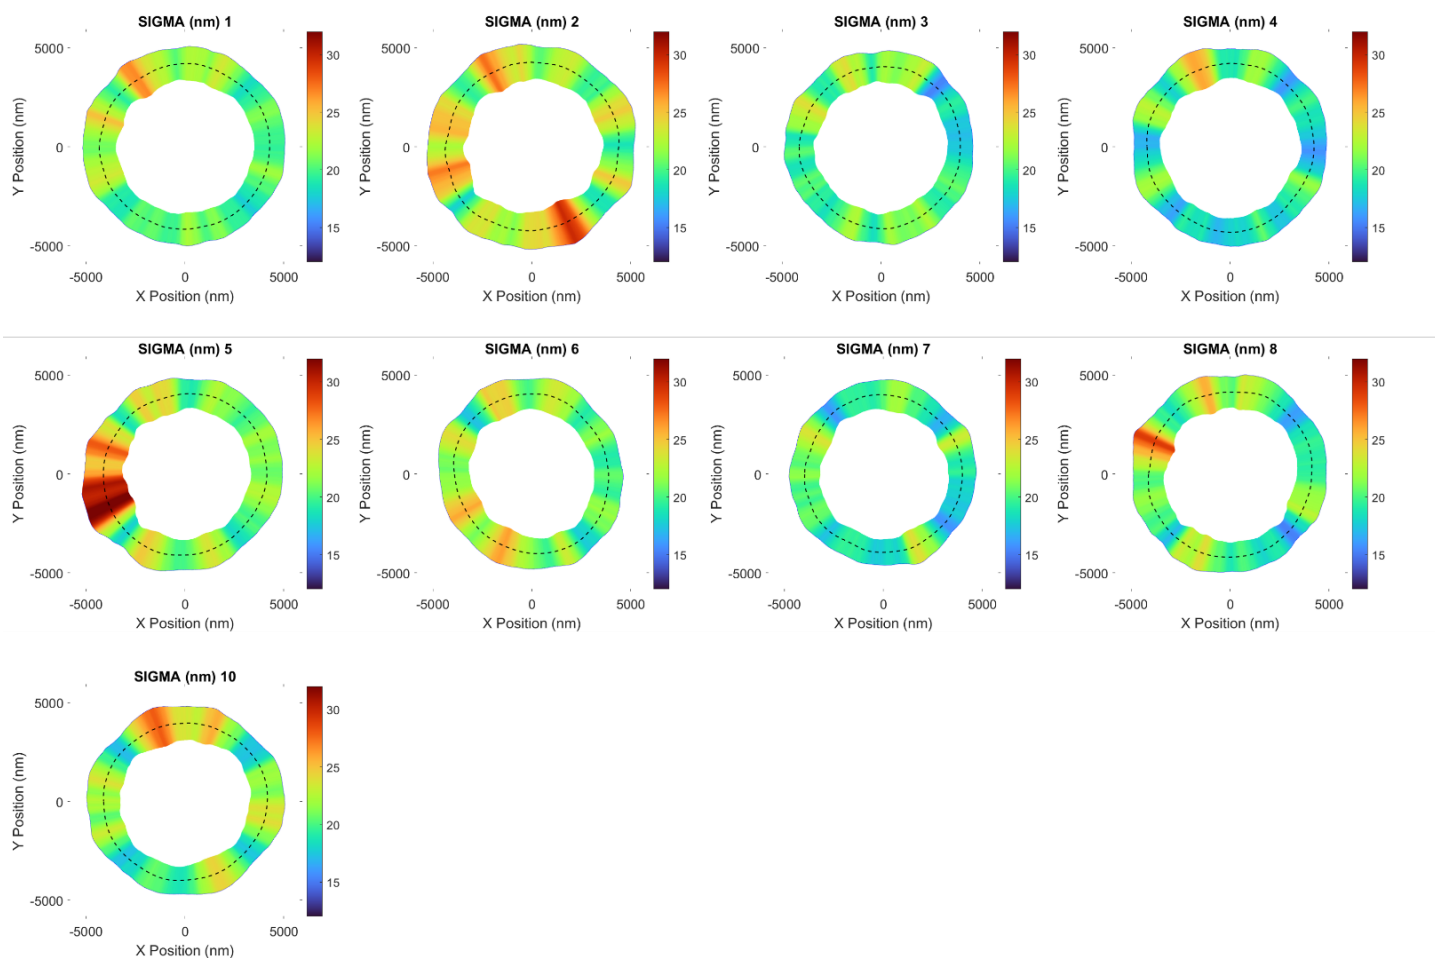 SIGMA (nm) 1
SIGMA (nm) 2
SIGMA (nm) 3
SIGMA (nm) 4
5000
0
-5000
Y Position (nm)
-5000 0 5000
X Position (nm)
30
25
20
15
5000
0
-5000
Y Position (nm)
-5000 0 5000
X Position (nm)
30
25
20
15
5000
0
-5000
Y Position (nm)
-5000 0 5000
X Position (nm)
30
25
20
15
5000
0
-5000
Y Position (nm)
-5000 0 5000
X Position (nm)
30
25
20
15
SIGMA (nm) 5
SIGMA (nm) 6
SIGMA (nm) 7
SIGMA (nm) 8
5000
0
-5000
Y Position (nm)
-5000 0 5000
X Position (nm)
30
25
20
15
5000
0
-5000
Y Position (nm)
-5000 0 5000
X Position (nm)
30
25
20
15
5000
0
-5000
Y Position (nm)
-5000 0 5000
X Position (nm)
30
25
20
15
5000
0
-5000
Y Position (nm)
-5000 0 5000
X Position (nm)
30
25
20
15
SIGMA (nm) 10
5000
0
-5000
Y Position (nm)
-5000 0 5000
X Position (nm)
30
25
20
15